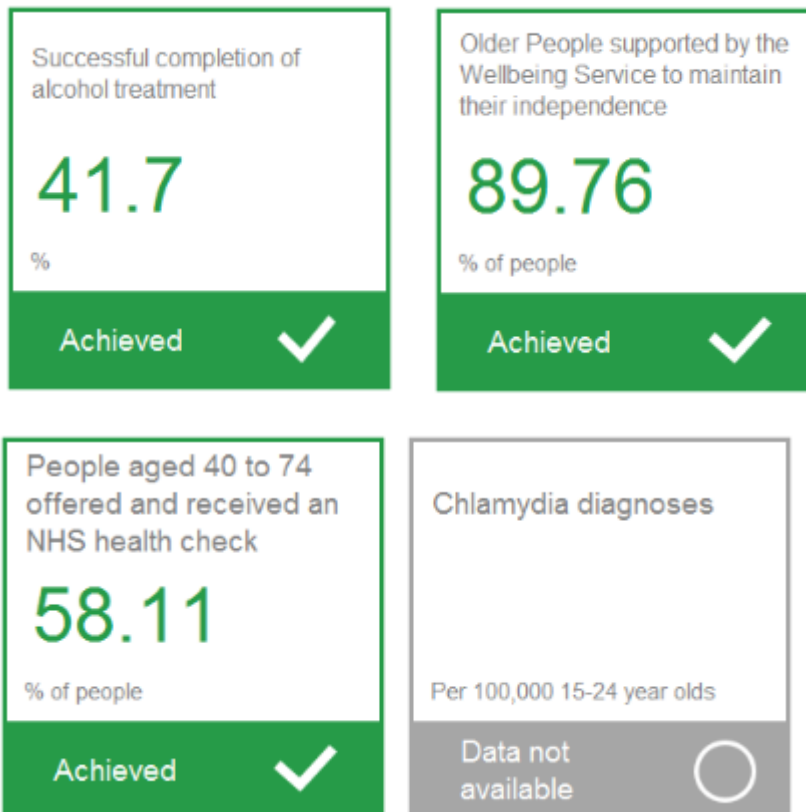 Successful completion of
alcohol treatment
41.7
%
Achieved
Older People supported by the
Wellbeing Service to maintain
their independence
89.76
% of people
Achieved
People aged 40 to 74
offered and received an
NHS health check
58.11
% of people
Achieved
Chlamydia diagnoses
Per 100,000 15-24 year olds
Data not
available